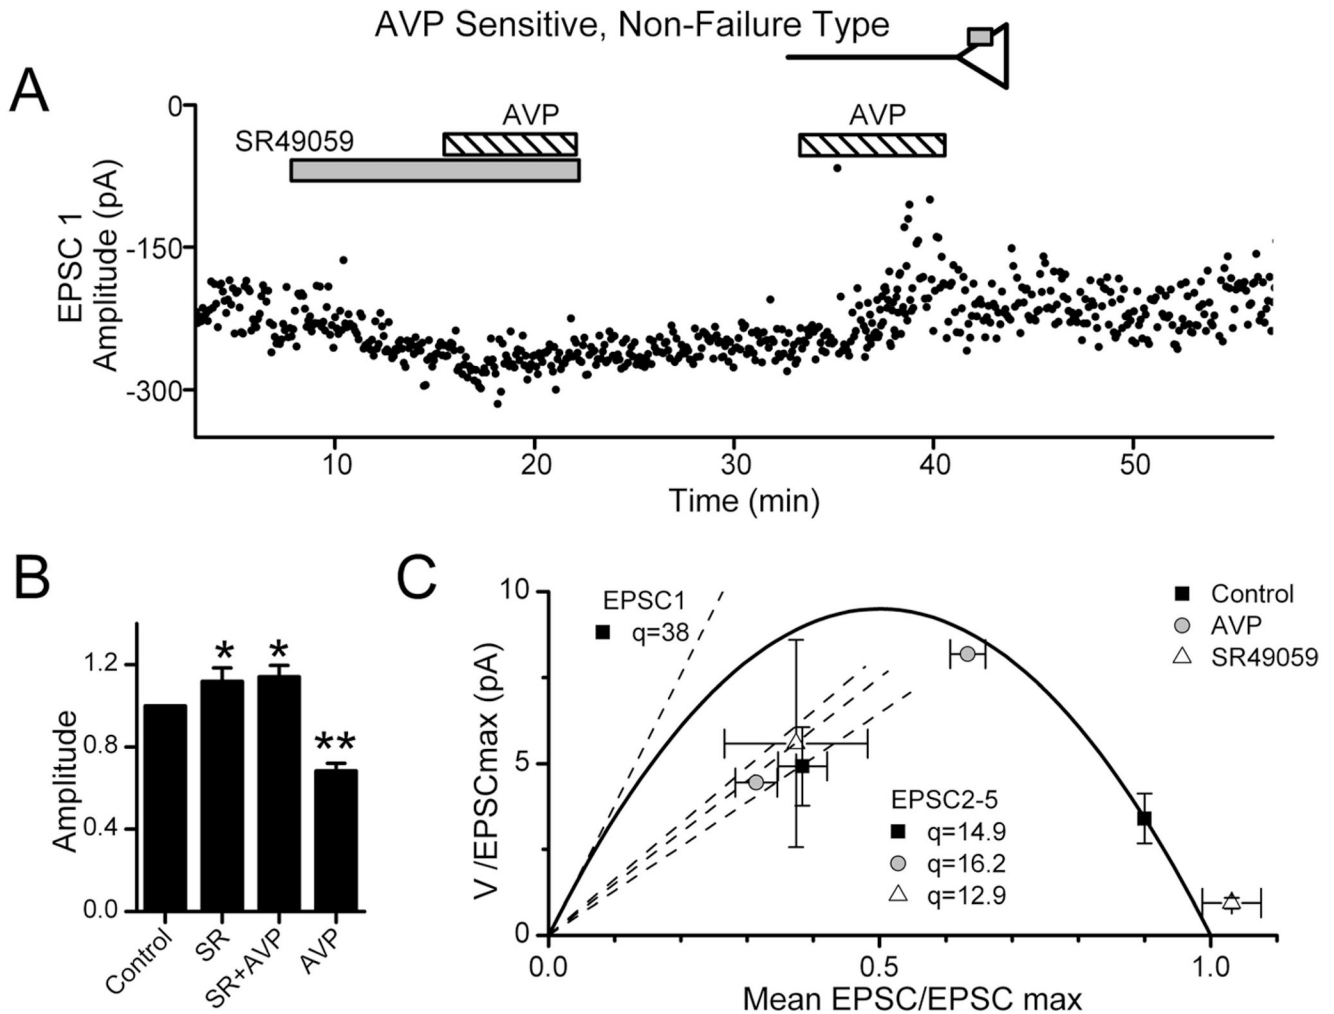 AVP Sensitive, Non-Failure Type
A
EPSC 1
Amplitude (pA)
0
-150
-300
SR49059
AVP
AVP
10
20
30
40
50
Time (min)
B
Amplitude
1.2
0.8
0.4
0.0
*
*
**
Control
SR
SR+AVP
AVP
C
V /EPSCmax (pA)
10
5
0
EPSC1
q=38
Control
AVP
SR49059
EPSC2-5
q=14.9
q=16.2
q=12.9
0.0
0.5
1.0
Mean EPSC/EPSC max